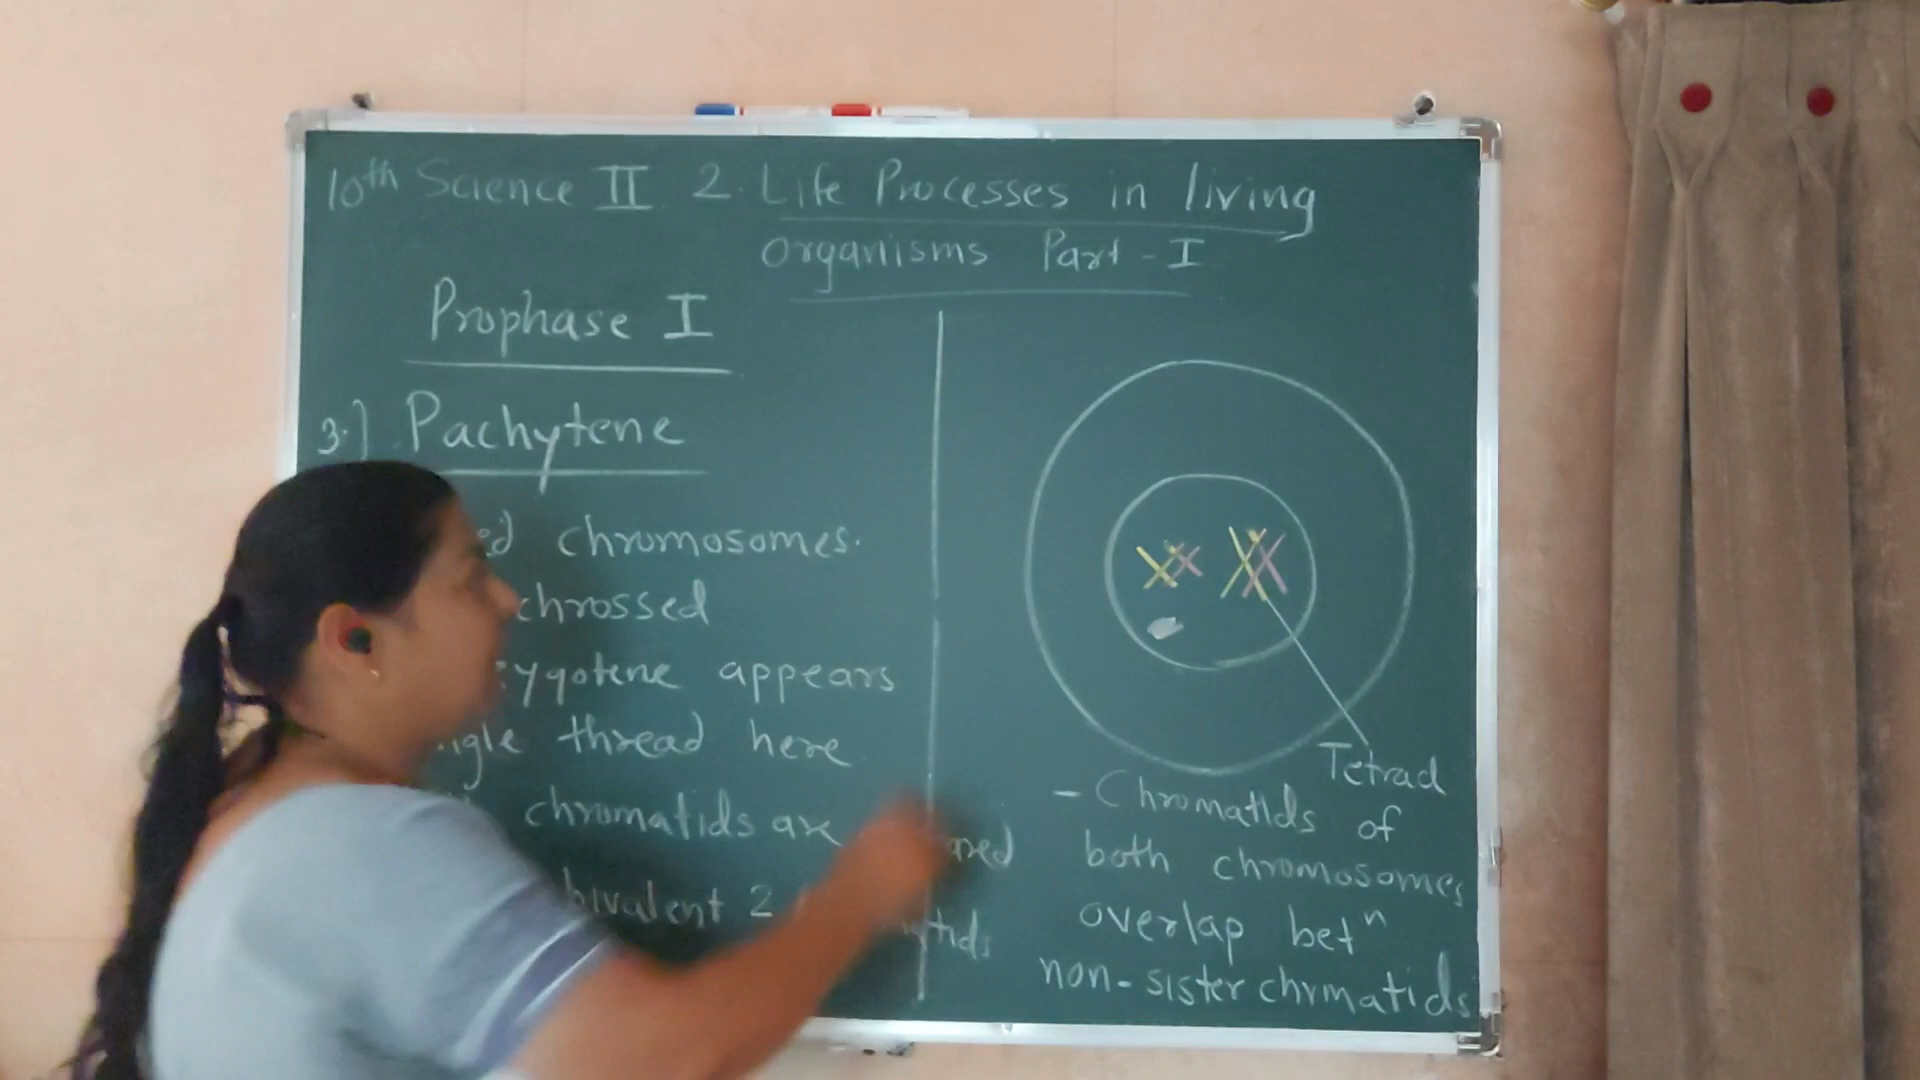 10th Science II 2. Life Processes in living
organisms Part - I
Prophase I
3.) Pachytene
chromosomes.
chrossed
zygotene appears
thread here
chromatids are
bivalent 2
Tetrad
- Chromatids of
both chromosomes
overlap betn
non-sister chrmatids